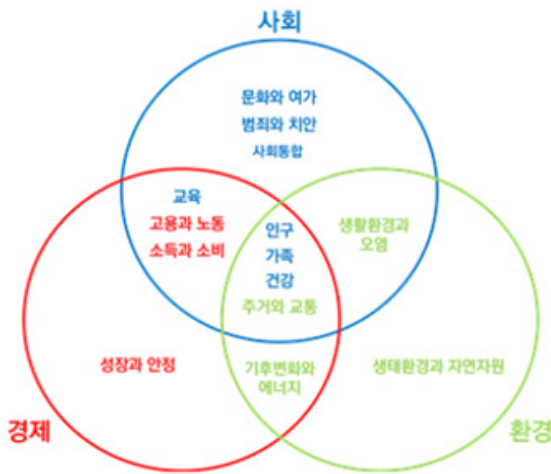 사회
문화와 여가
범죄와 치안
사회통합
교육
고용과 노동
소득과 소비
인구
가족
건강
주거와 교통
생활환경과
오염
성장과 안정
기후변화와
에너지
생태환경과 자연자원
경제
환경